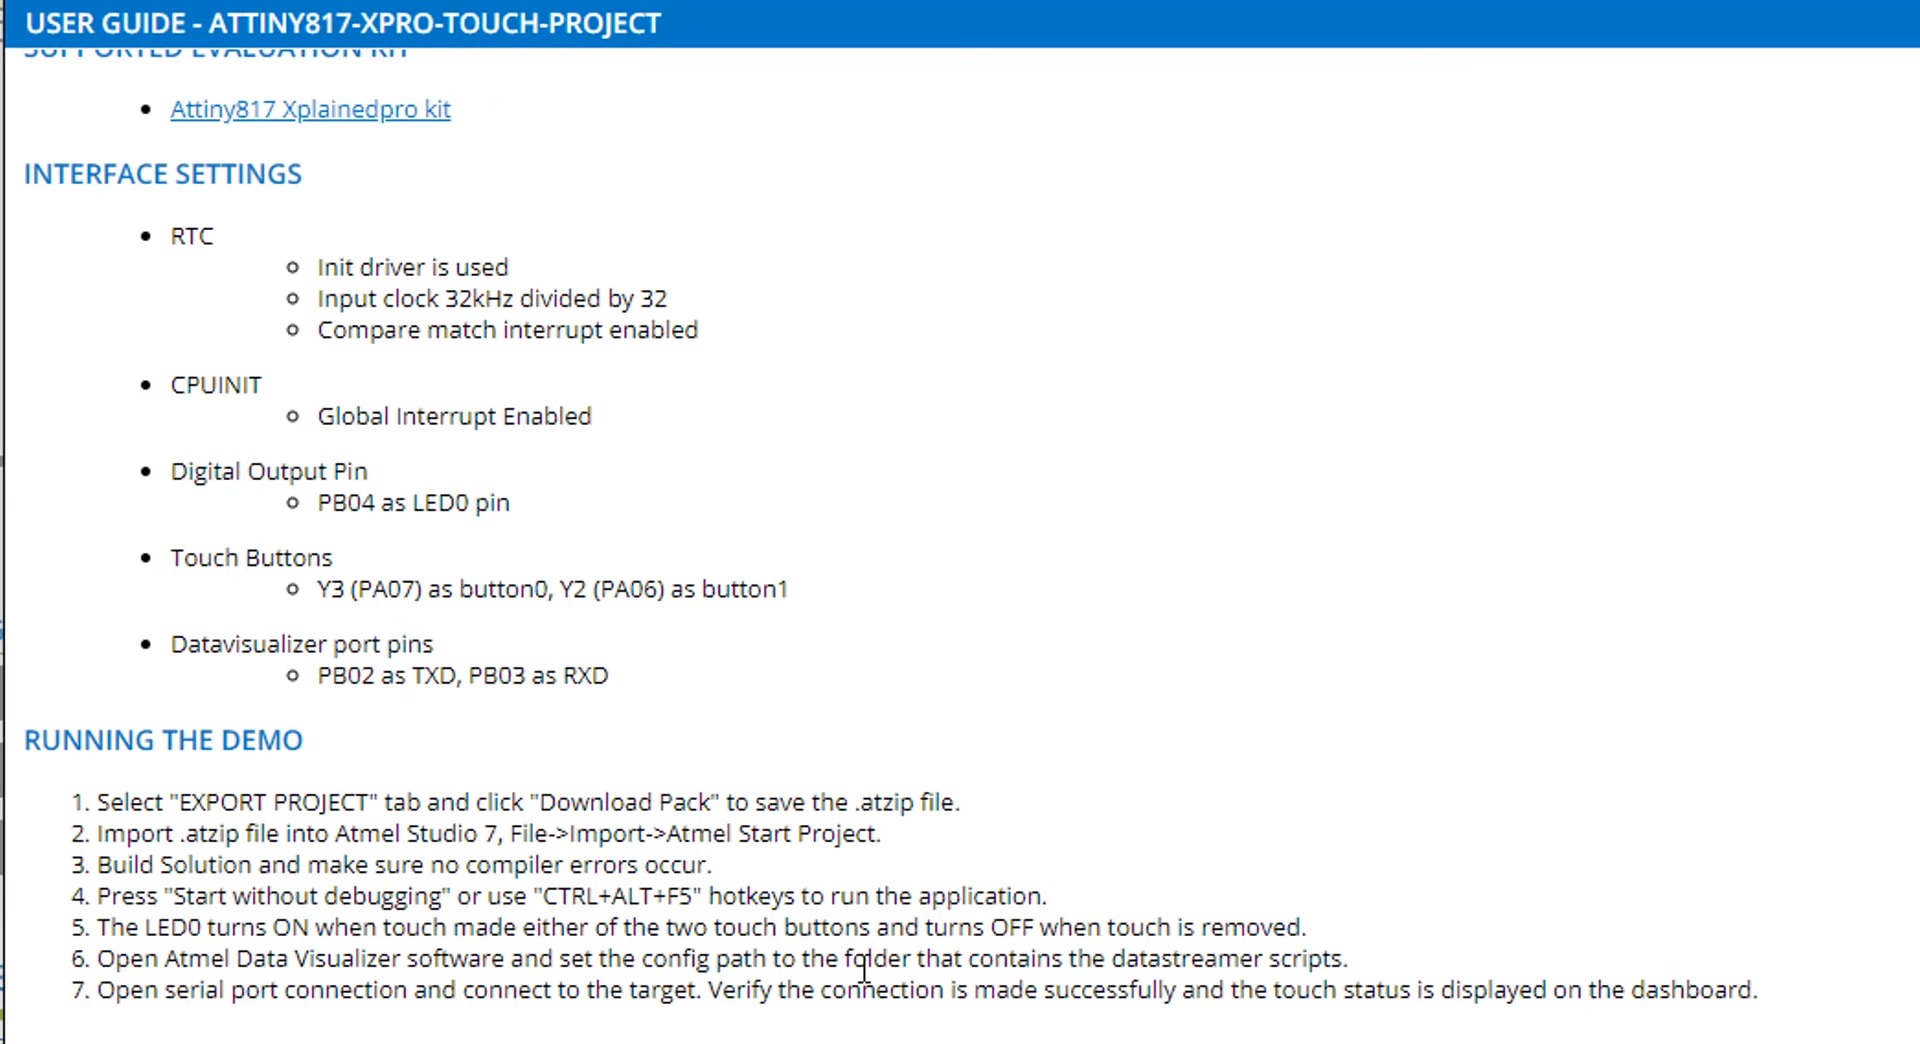 USER GUIDE - ATTINY817-XPRO-TOUCH-PROJECT
SUPPORTED EVALUATION KIT
Attiny817 Xplainedpro kit
INTERFACE SETTINGS
RTC
Init driver is used
Input clock 32kHz divided by 32
Compare match interrupt enabled
CPUINIT
Global Interrupt Enabled
Digital Output Pin
PB04 as LED0 pin
Touch Buttons
Y3 (PA07) as button0, Y2 (PA06) as button1
Datavisualizer port pins
PB02 as TXD, PB03 as RXD
RUNNING THE DEMO
1. Select "EXPORT PROJECT" tab and click "Download Pack" to save the .atzip file.
2. Import .atzip file into Atmel Studio 7, File->Import->Atmel Start Project.
3. Build Solution and make sure no compiler errors occur.
4. Press "Start without debugging" or use "CTRL+ALT+F5" hotkeys to run the application.
5. The LED0 turns ON when touch made either of the two touch buttons and turns OFF when touch is removed.
6. Open Atmel Data Visualizer software and set the config path to the folder that contains the datastreamer scripts.
7. Open serial port connection and connect to the target. Verify the connection is made successfully and the touch status is displayed on the dashboard.